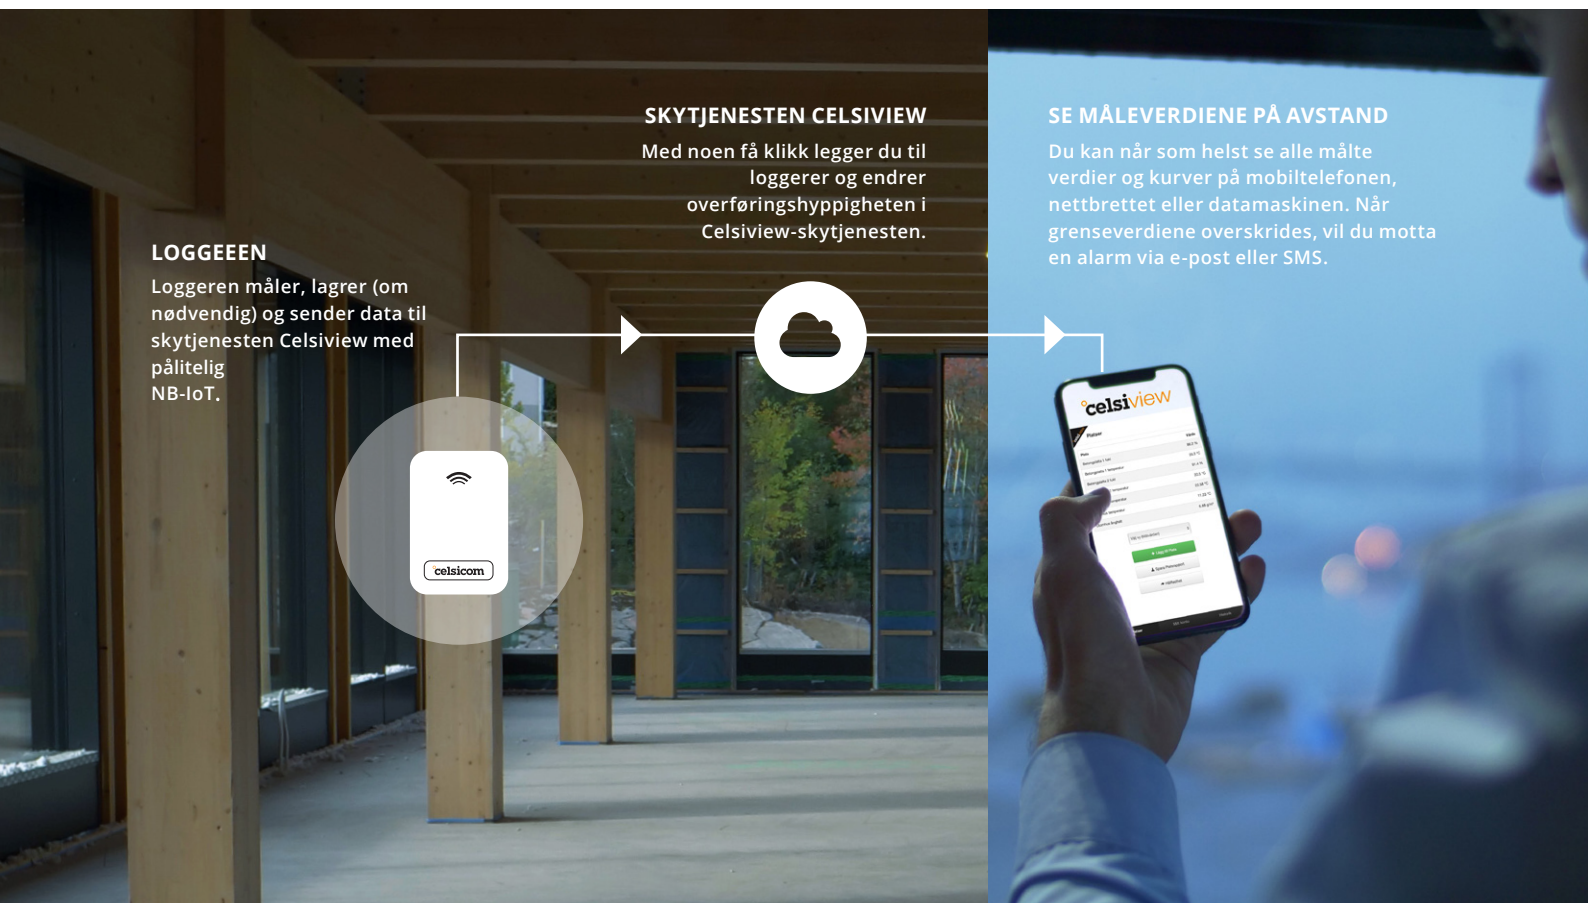 SKYTJENESTEN CELSIVIEW
Med noen få klikk legger du til
loggerer og endrer
overføringshyppigheten i
Celsiview-skytjenesten.
SE MÅLEVERDIENE PÅ AVSTAND
Du kan når som helst se alle målte
verdier og kurver på mobiltelefonen,
nettbrettet eller datamaskinen. Når
grenseverdiene overskrides, vil du motta
en alarm via e-post eller SMS.
LOGGEEEN
Loggeren måler, lagrer (om
nødvendig) og sender data til
skytjenesten Celsiview med
pålitelig
NB-IoT.
celsicom
celsiview